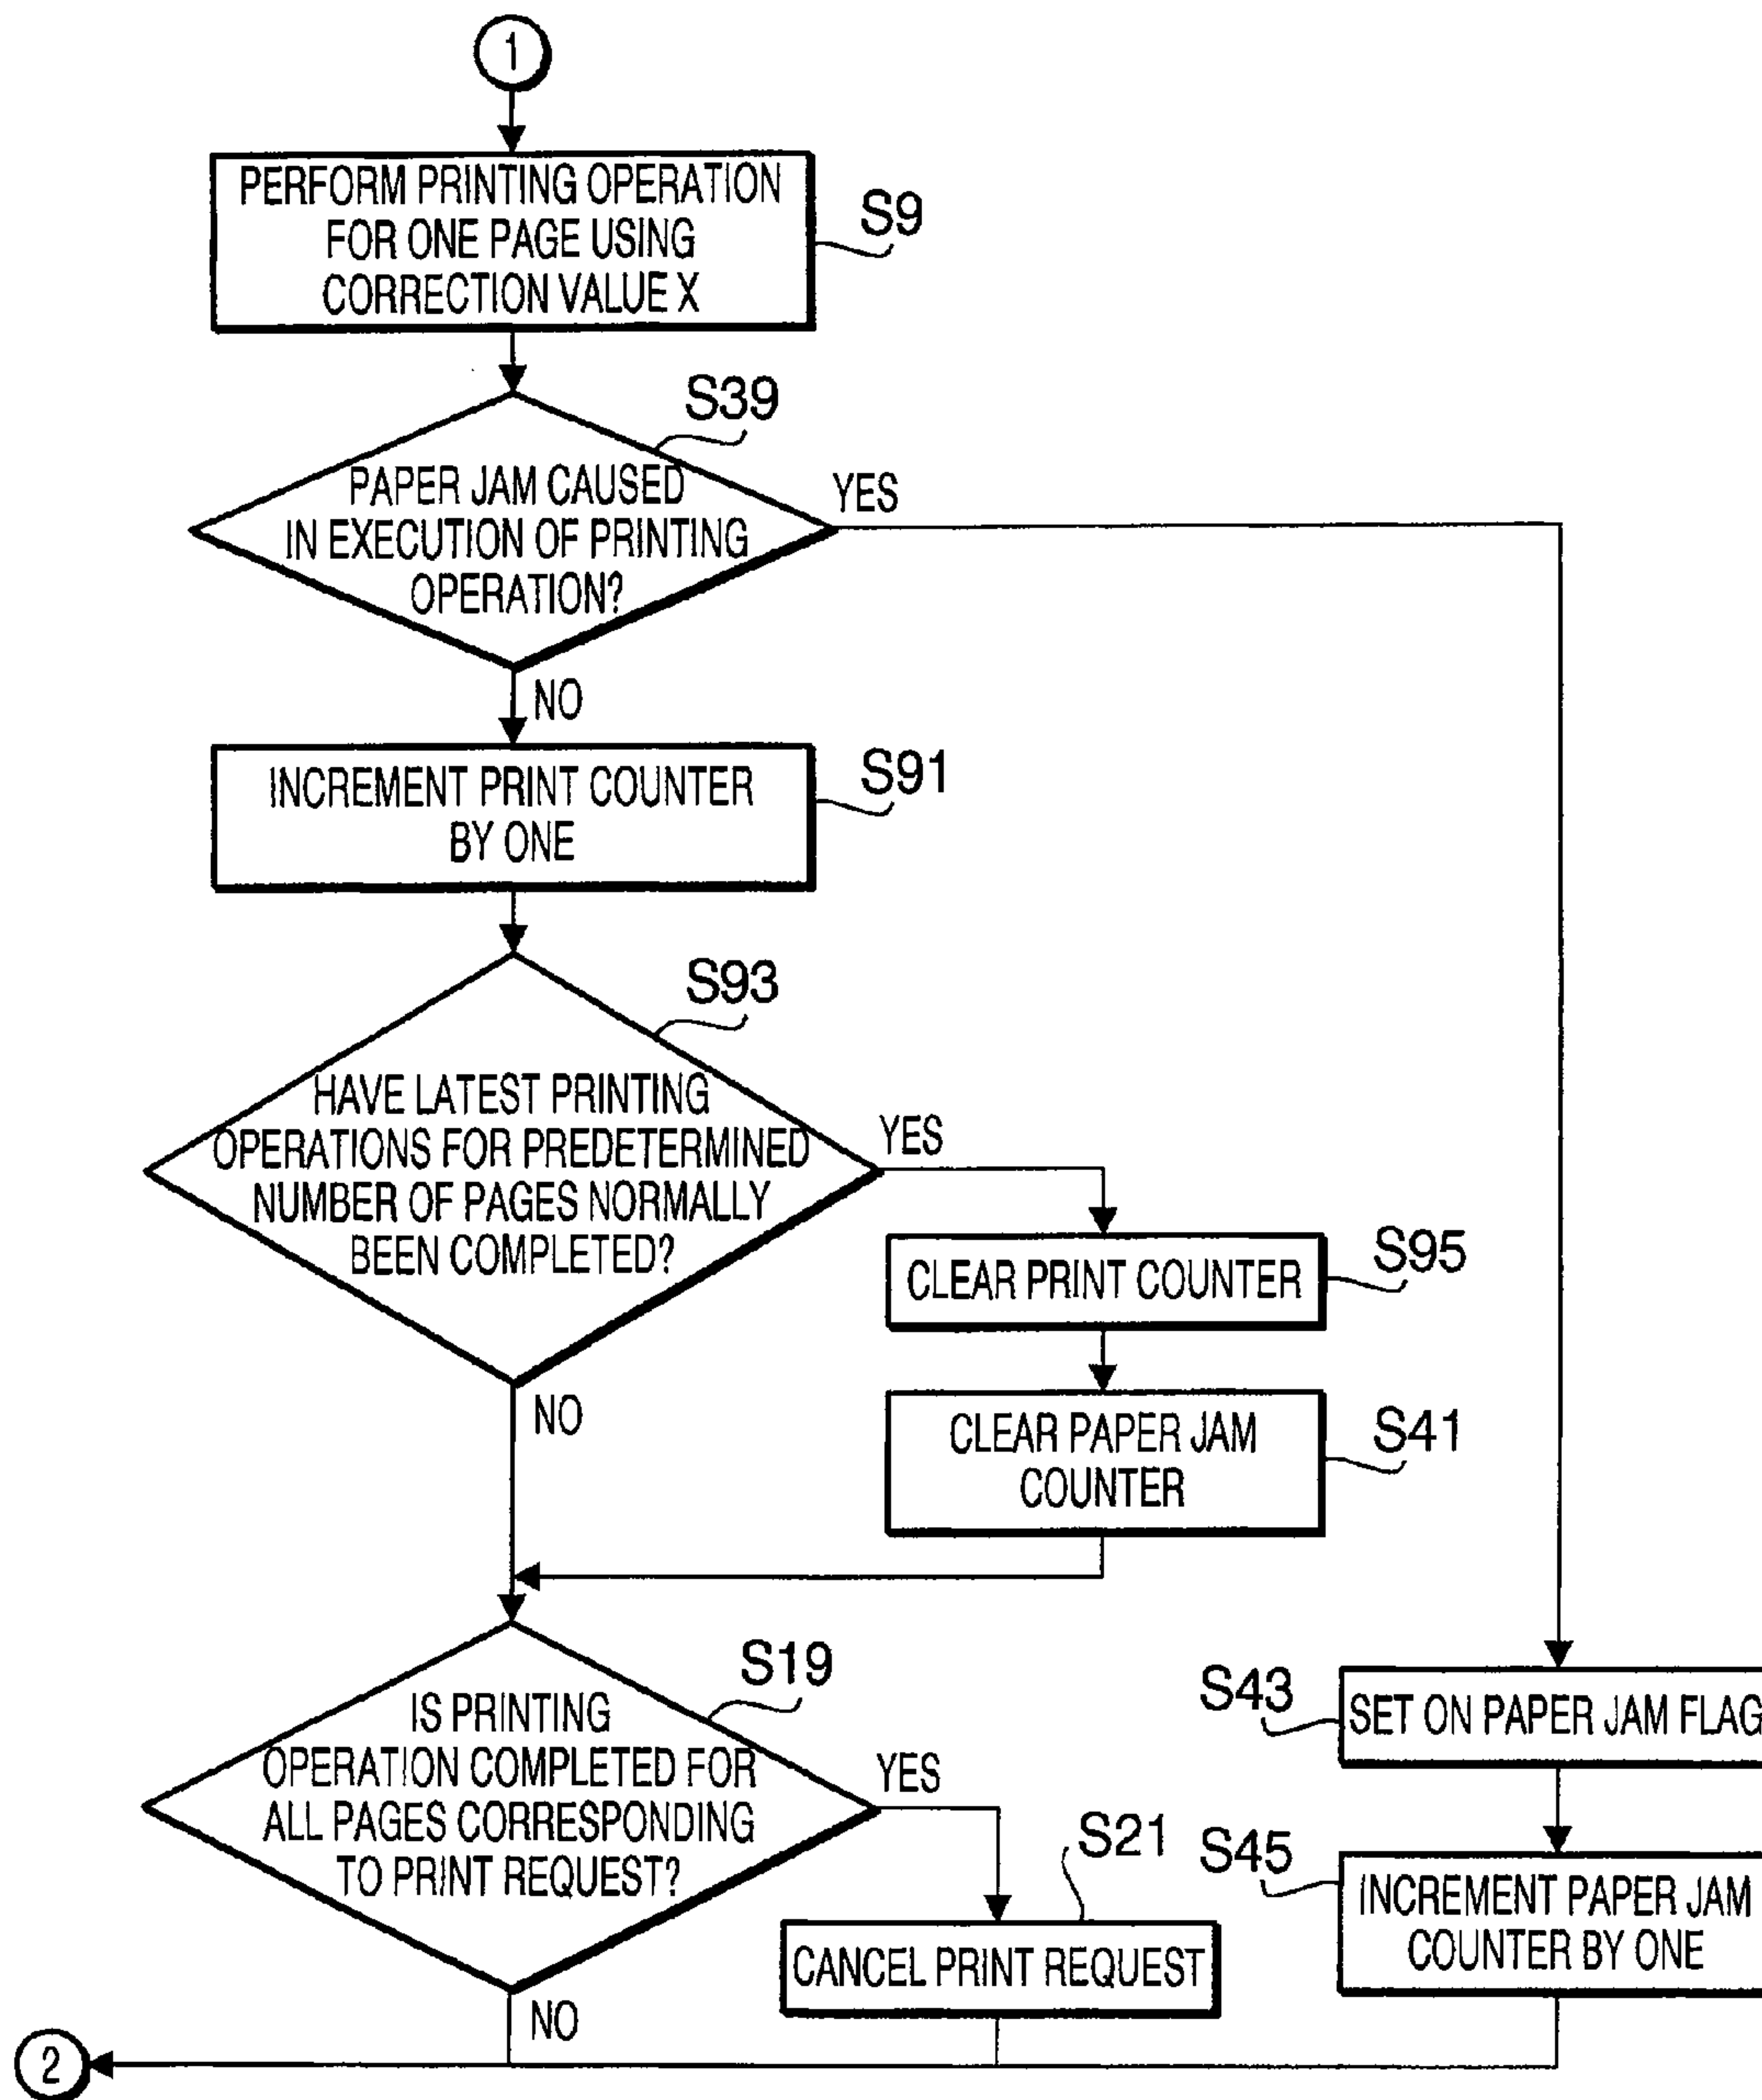 1
PERFORM PRINTING OPERATION
FOR ONE PAGE USING
CORRECTION VALUE X
S9
S39
PAPER JAM CAUSED
IN EXECUTION OF PRINTING
OPERATION?
YES
NO
INCREMENT PRINT COUNTER
BY ONE
S91
S93
HAVE LATEST PRINTING
OPERATIONS FOR PREDETERMINED
NUMBER OF PAGES NORMALLY
BEEN COMPLETED?
YES
NO
CLEAR PRINT COUNTER
S95
CLEAR PAPER JAM
COUNTER
S41
S19
IS PRINTING
OPERATION COMPLETED FOR
ALL PAGES CORRESPONDING
TO PRINT REQUEST?
YES
NO
S21
CANCEL PRINT REQUEST
S43
SET ON PAPER JAM FLAG
S45
INCREMENT PAPER JAM
COUNTER BY ONE
2